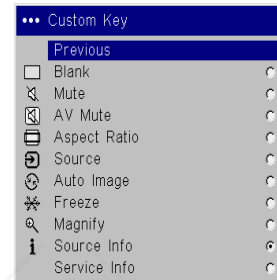 ••• Custom Key
Previous
Blank
Mute
AV Mute
Aspect Ratio
Source
Auto Image
Freeze
Magnify
Source Info
Service Info